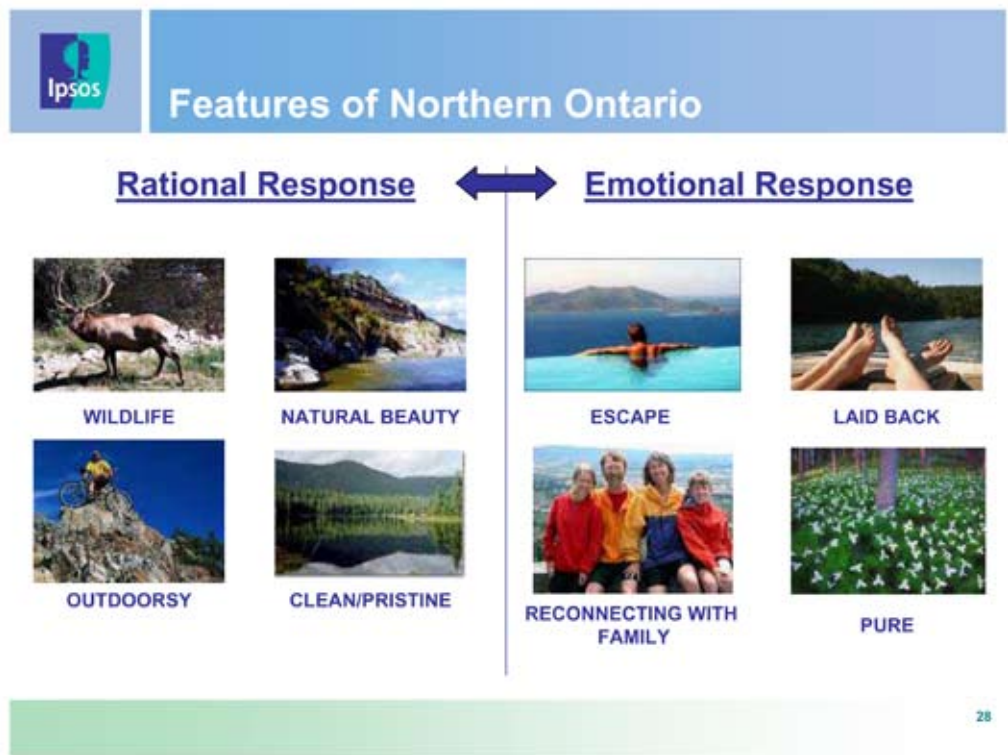 Ipsos
Features of Northern Ontario
Rational Response
Emotional Response
WILDLIFE
NATURAL BEAUTY
ESCAPE
LAID BACK
OUTDOORSY
CLEAN/PRISTINE
RECONNECTING WITH
FAMILY
PURE
28